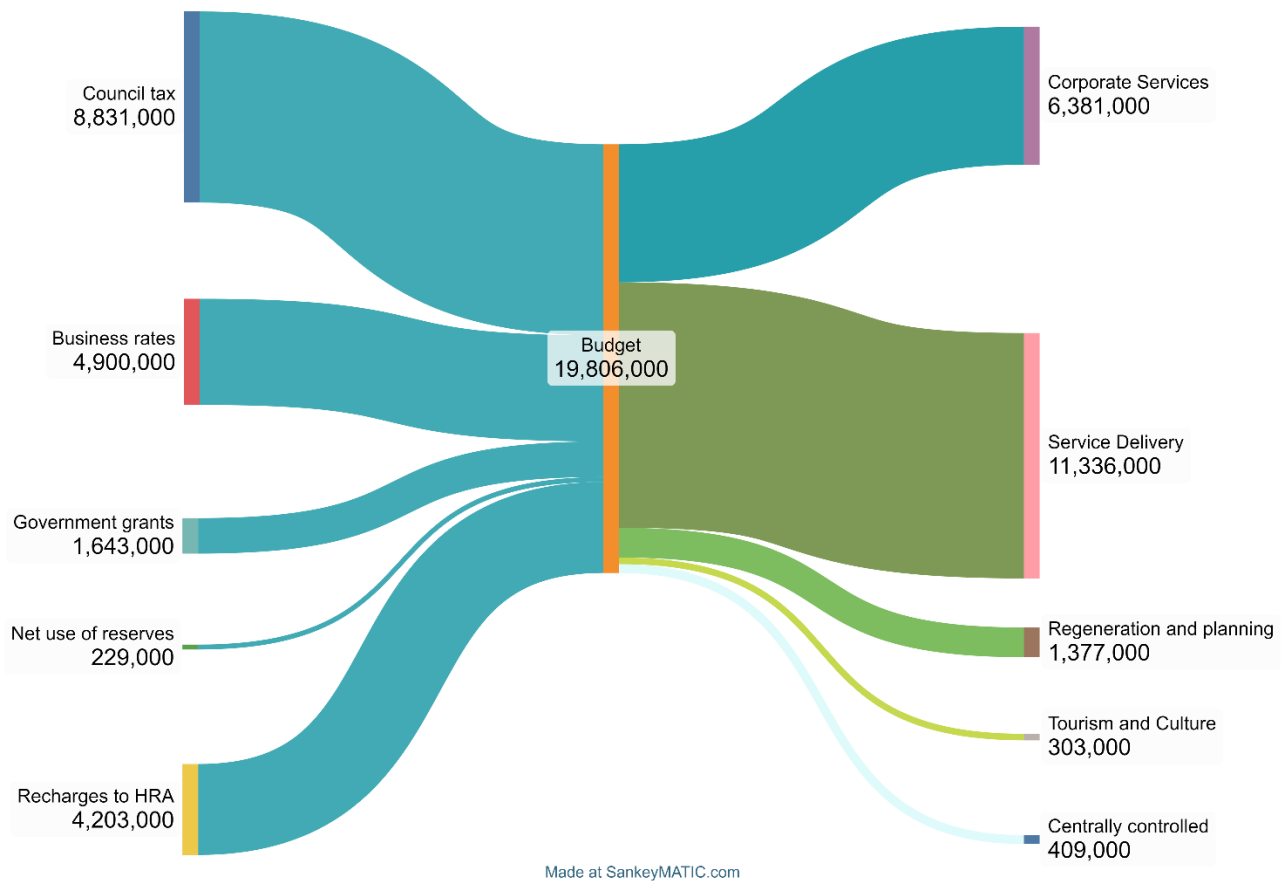 Council tax
8,831,000
Business rates
4,900,000
Government grants
1,643,000
Net use of reserves
229,000
Recharges to HRA
4,203,000
Budget
19,806,000
Corporate Services
6,381,000
Service Delivery
11,336,000
Regeneration and planning
1,377,000
Tourism and Culture
303,000
Centrally controlled
409,000
Made at SankeyMATIC.com